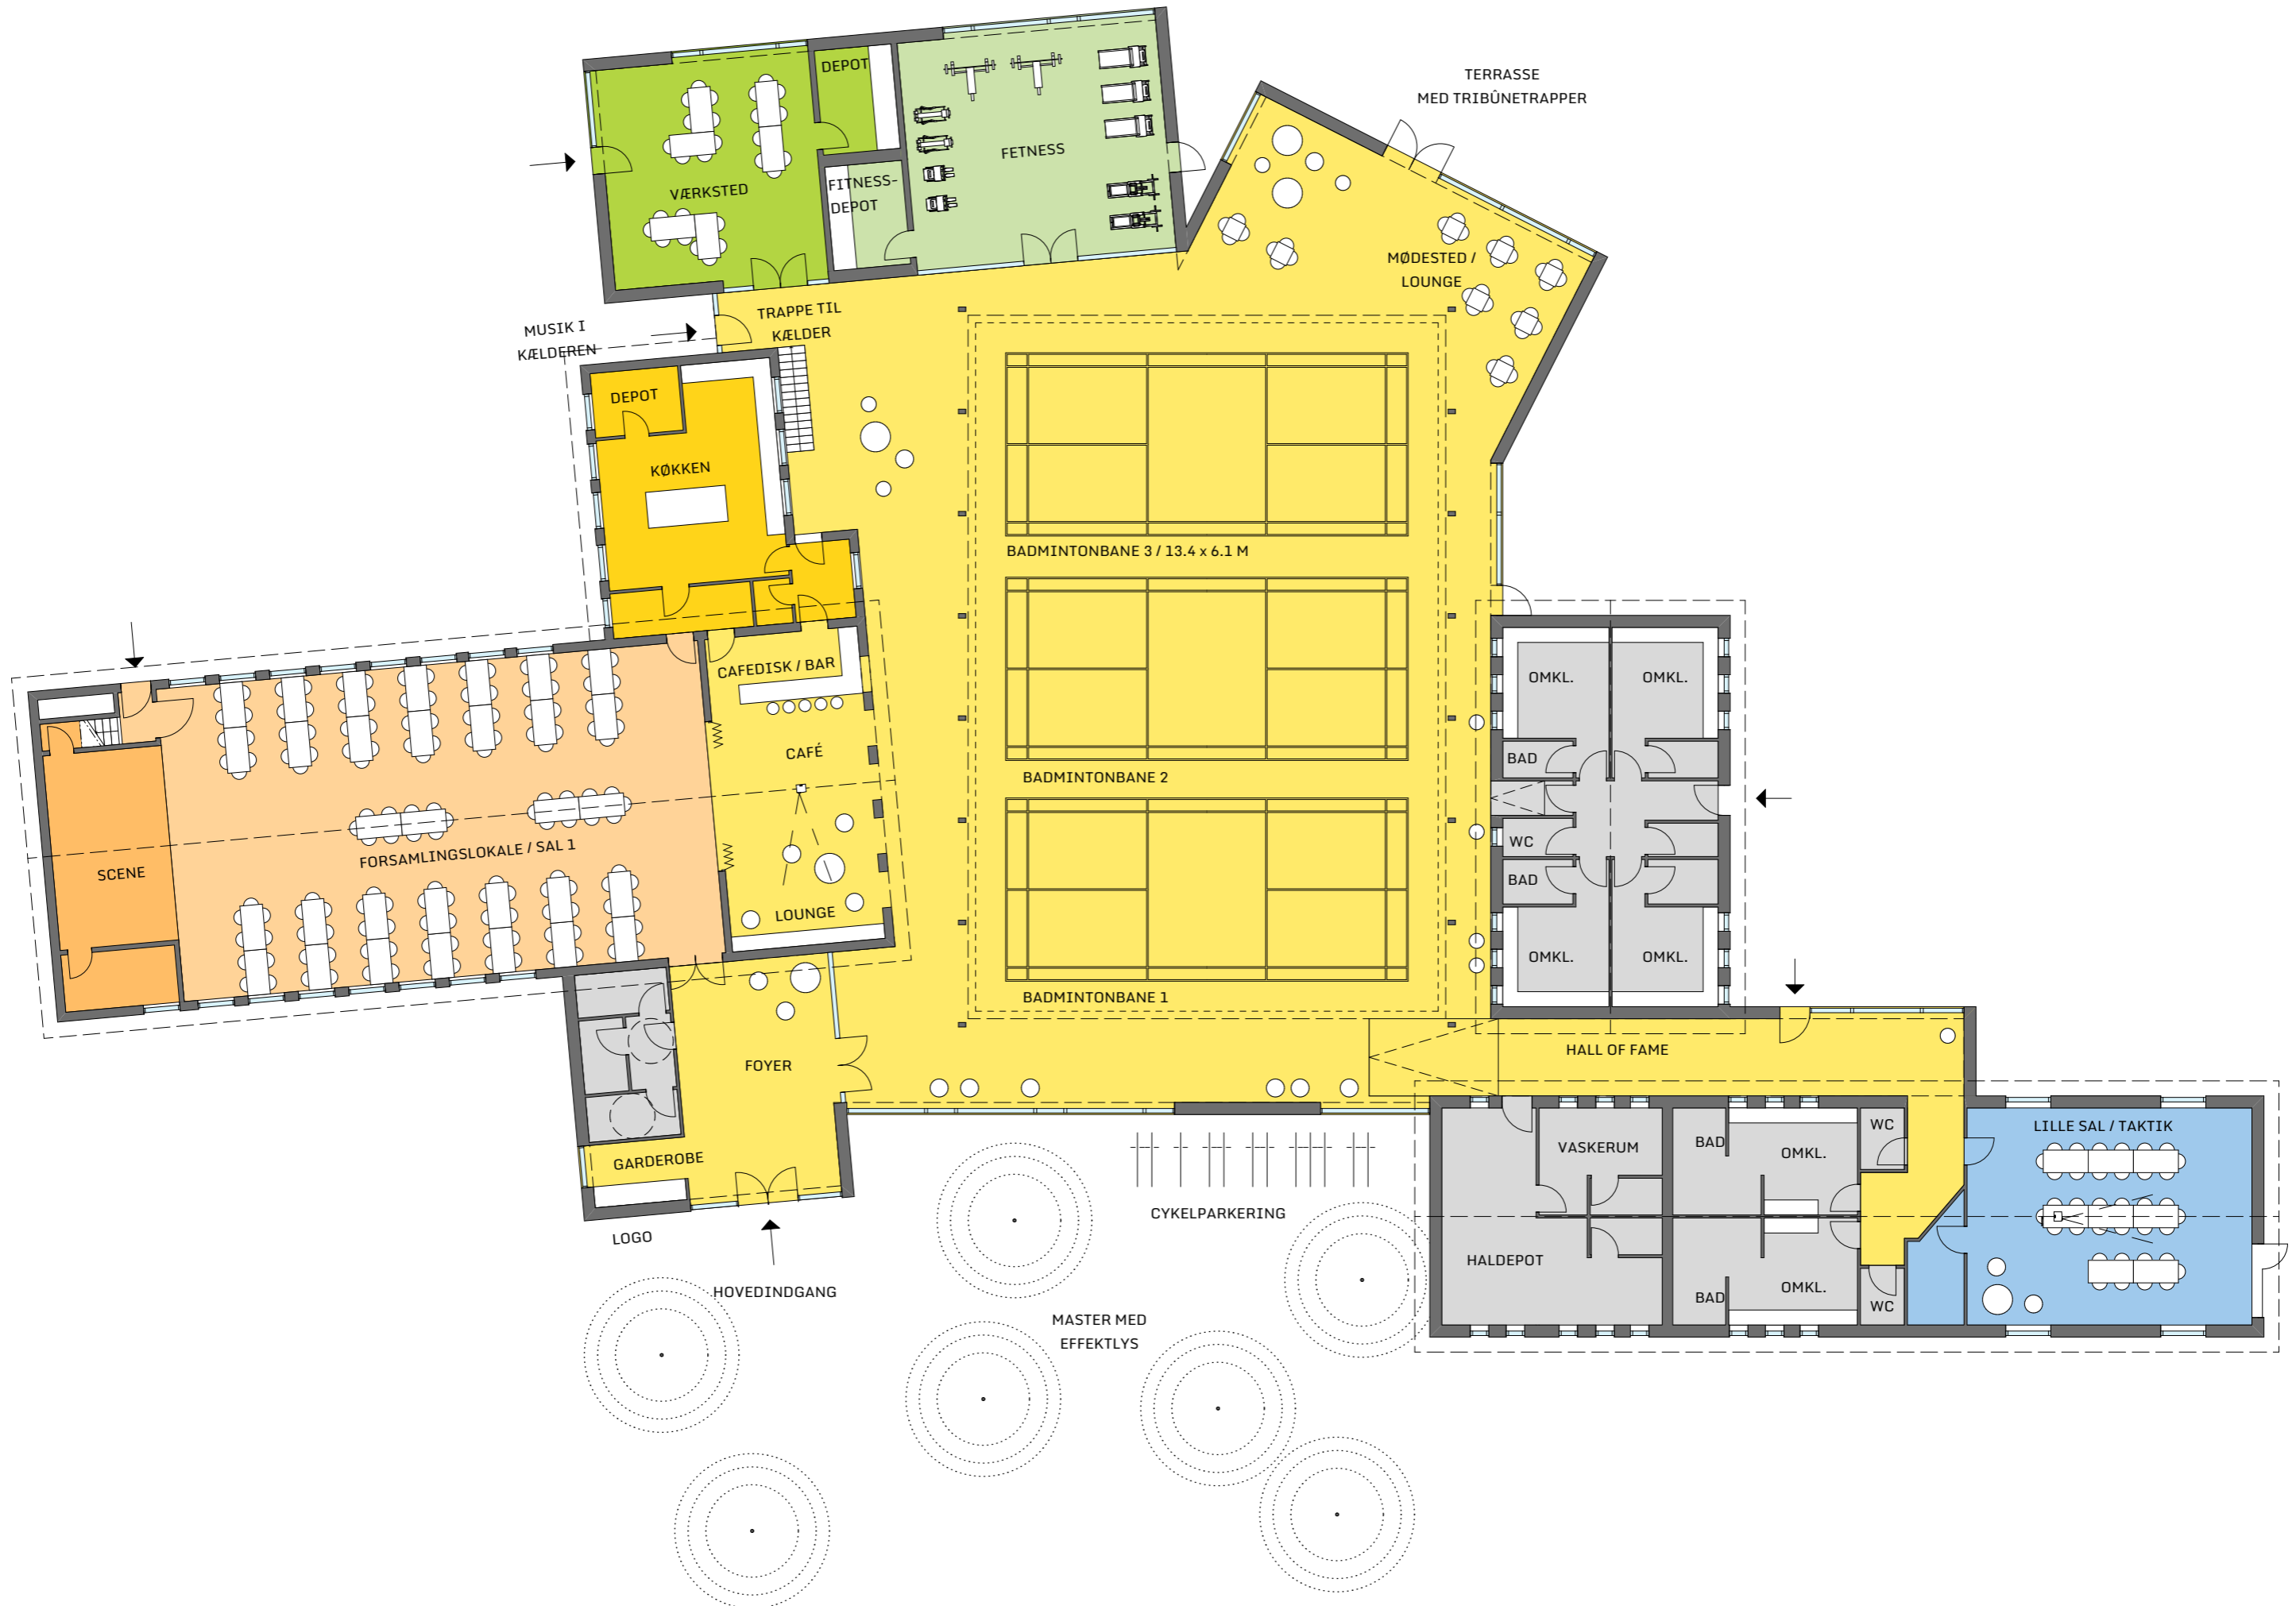 TERRASSE
MED TRIBÛNETRAPPER
DEPOT
FETNESS
VÆRKSTED
FITNESS-
DEPOT
MØDESTED /
LOUNGE
TRAPPE TIL
KÆLDER
MUSIK I
KÆLDEREN
DEPOT
KØKKEN
BADMINTONBANE 3 / 13.4 x 6.1 M
CAFEDISK / BAR
OMKL.
OMKL.
CAFÉ
BAD
BADMINTONBANE 2
WC
FORSAMLINGSLOKALE / SAL 1
SCENE
BAD
LOUNGE
OMKL.
OMKL.
BADMINTONBANE 1
HALL OF FAME
FOYER
WC
LILLE SAL / TAKTIK
VASKERUM
BAD
OMKL.
GARDEROBE
CYKELPARKERING
LOGO
HALDEPOT
HOVEDINDGANG
OMKL.
BAD
WC
MASTER MED
EFFEKTLYS